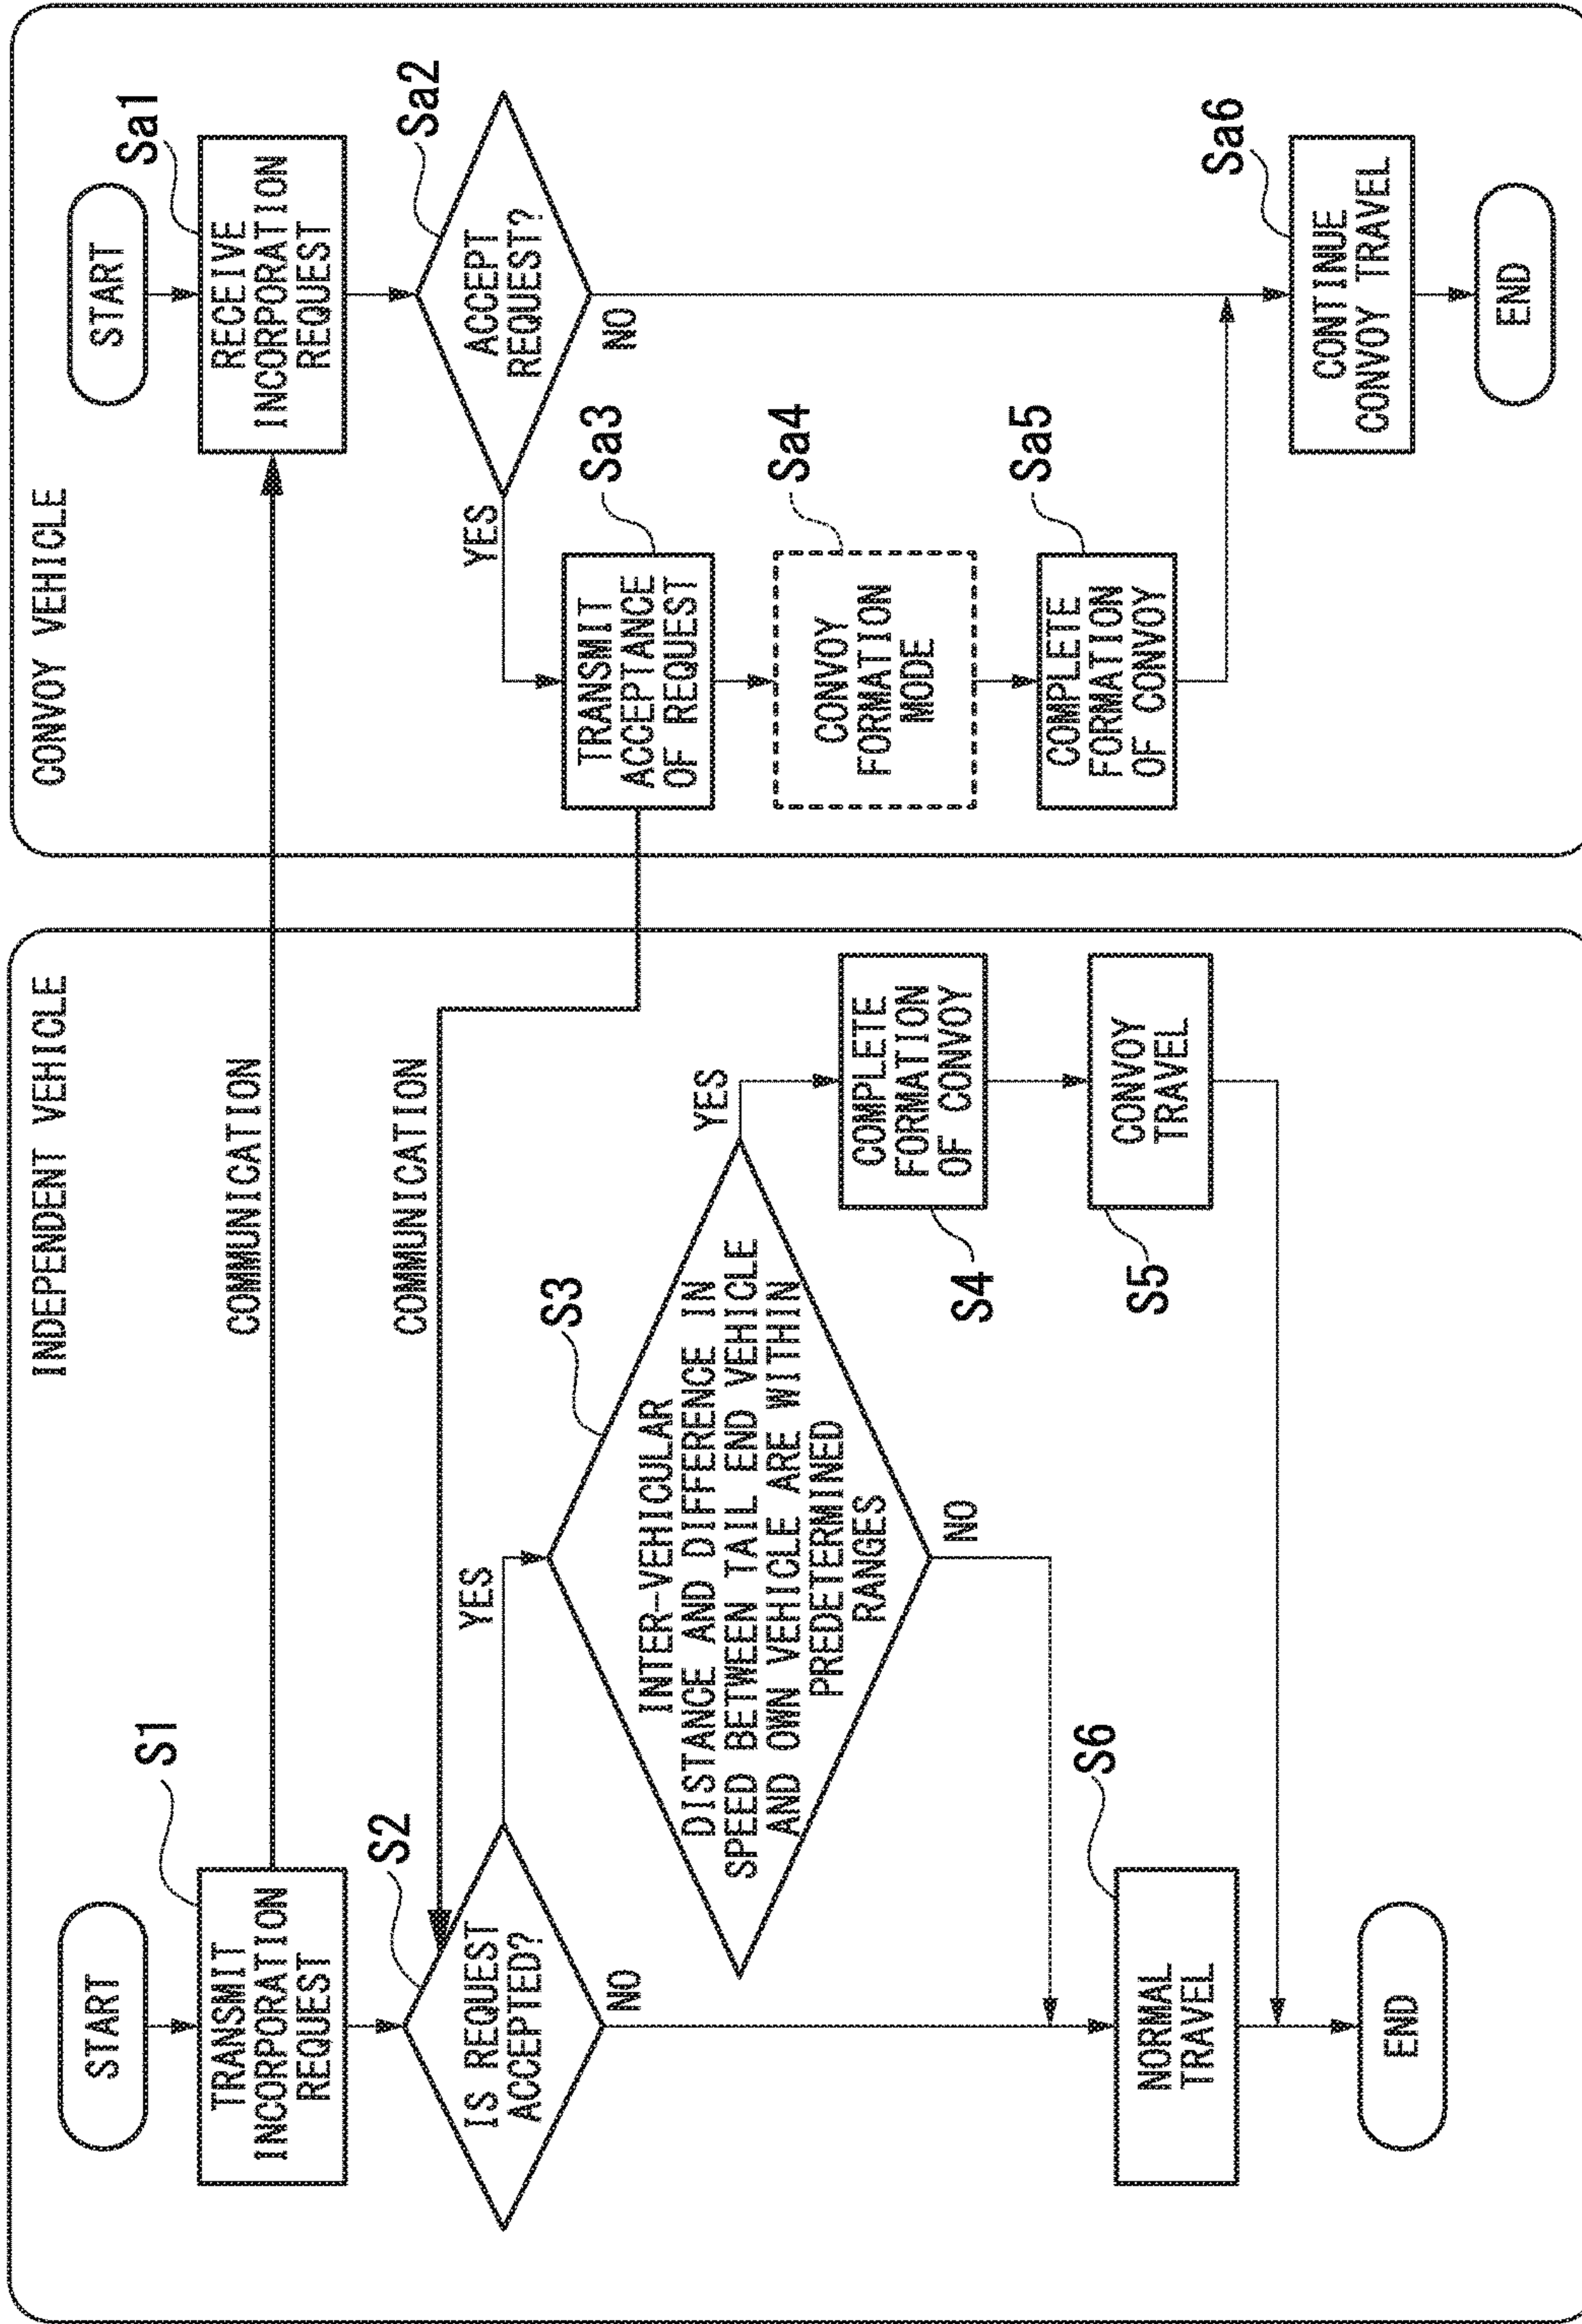 INDEPENDENT VEHICLE
START
S1
TRANSMIT
INCORPORATION
REQUEST
COMMUNICATION
S2
IS REQUEST
ACCEPTED?
COMMUNICATION
YES
NO
S3
INTER-VEHICULAR
DISTANCE AND DIFFERENCE IN
SPEED BETWEEN TAIL END VEHICLE
AND OWN VEHICLE ARE WITHIN
PREDETERMINED
RANGES
YES
NO
COMPLETE
FORMATION
OF CONVOY
S4
CONVOY
TRAVEL
S5
S6
NORMAL
TRAVEL
END
CONVOY VEHICLE
START
Sa1
RECEIVE
INCORPORATION
REQUEST
Sa2
ACCEPT
REQUEST?
YES
NO
Sa3
TRANSMIT
ACCEPTANCE
OF REQUEST
Sa4
CONVOY
FORMATION
MODE
Sa5
COMPLETE
FORMATION
OF CONVOY
Sa6
CONTINUE
CONVOY TRAVEL
END